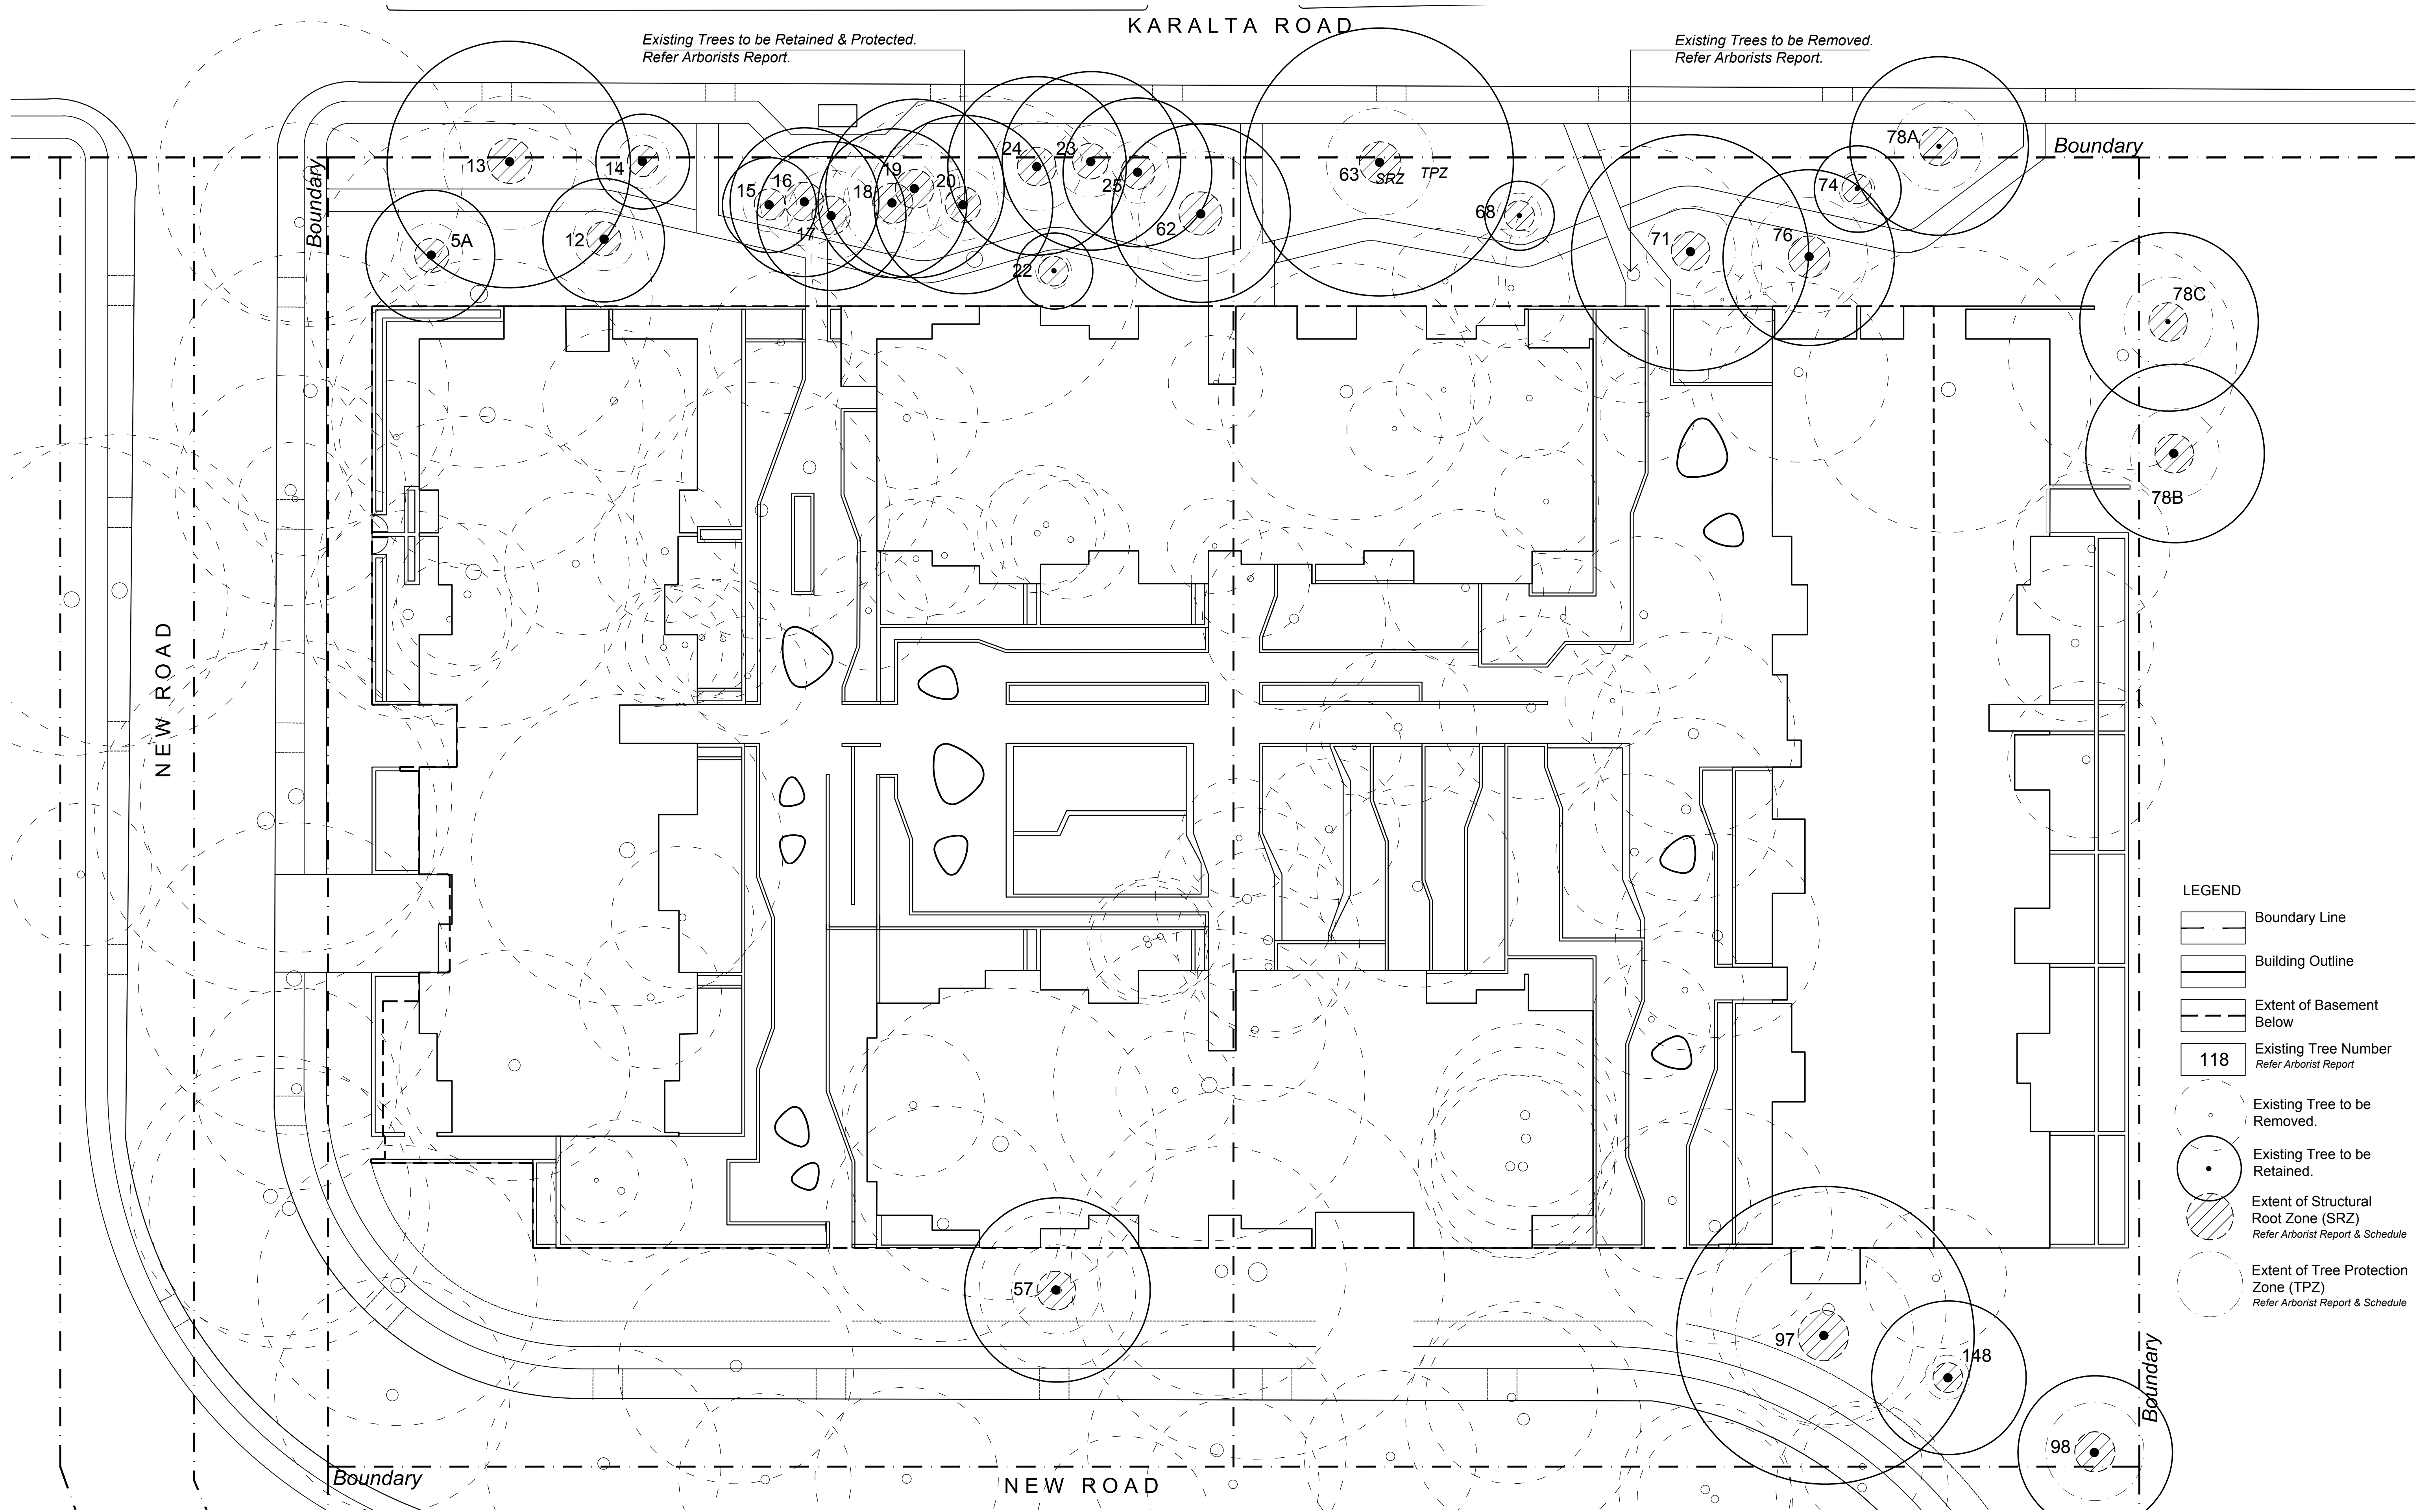 KARALTA ROAD
Existing Trees to be Retained & Protected.
Refer Arborists Report.
Existing Trees to be Removed.
Refer Arborists Report.
Boundary
Boundary
13
14
5A
12
15
16
17
18
19
20
24
23
25
22
62
63
SRZ
TPZ
68
71
76
74
78A
78C
78B
NEW ROAD
57
97
148
98
Boundary
Boundary
NEW ROAD
LEGEND
Boundary Line
Building Outline
Extent of Basement
Below
118
Existing Tree Number
Refer Arborist Report
Existing Tree to be
Removed.
Existing Tree to be
Retained.
Extent of Structural
Root Zone (SRZ)
Refer Arborist Report & Schedule
Extent of Tree Protection
Zone (TPZ)
Refer Arborist Report & Schedule